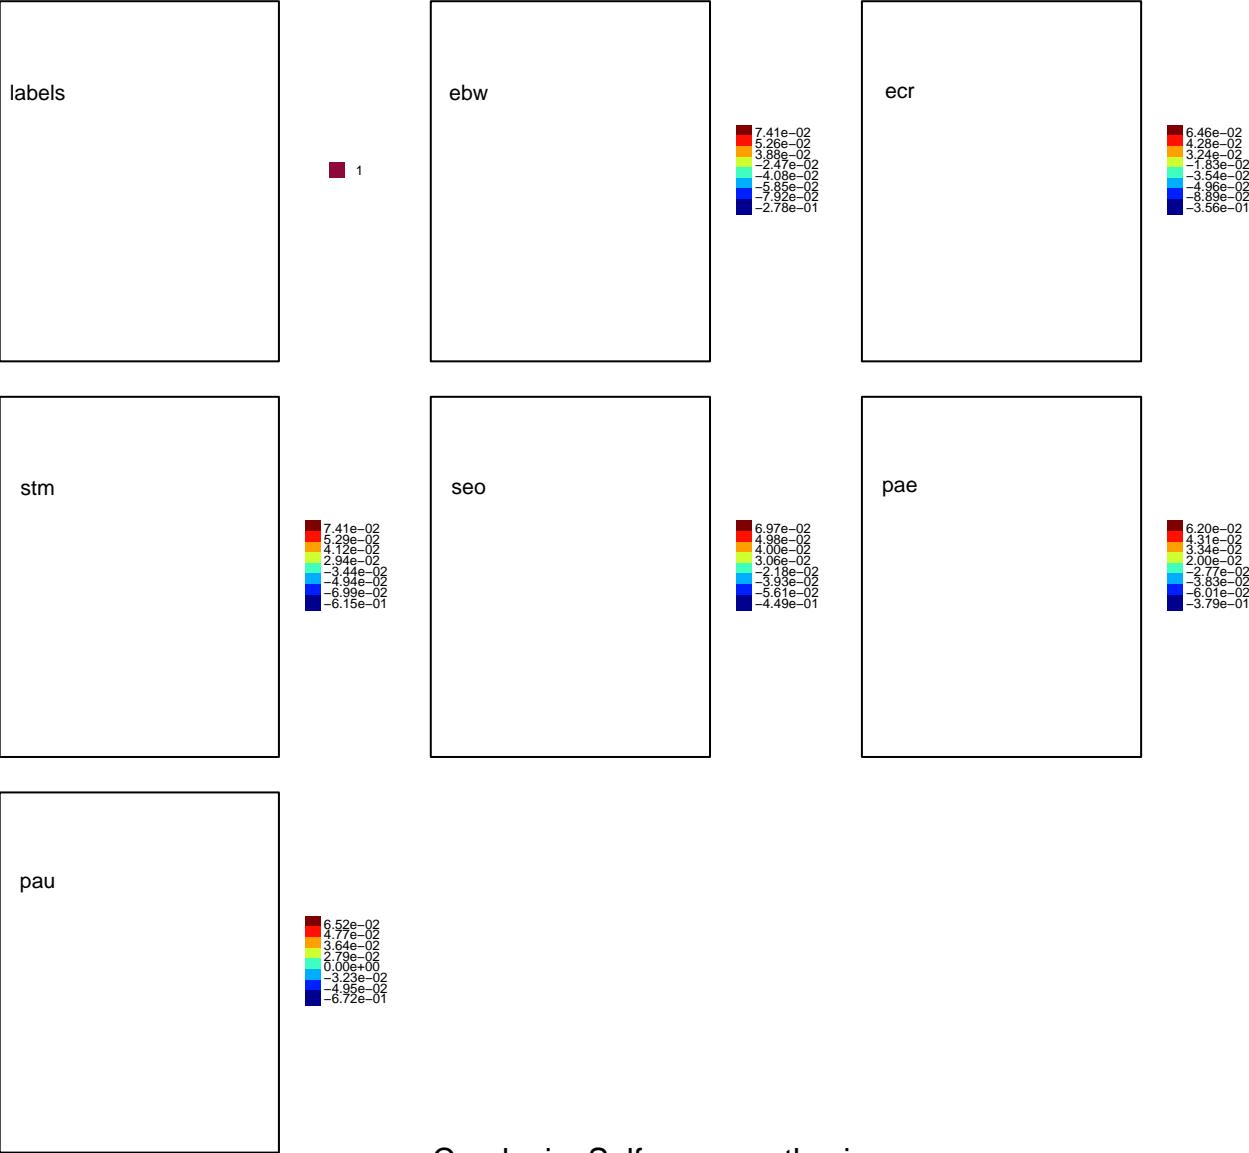 labels
1
ebw
7.41e−02
5.26e−02
3.88e−02
−2.47e−02
−4.08e−02
−5.85e−02
−7.92e−02
−2.78e−01
ecr
6.46e−02
4.28e−02
3.24e−02
−1.83e−02
−3.54e−02
−4.96e−02
−8.89e−02
−3.56e−01
stm
7.41e−02
5.29e−02
4.12e−02
2.94e−02
−3.44e−02
−4.94e−02
−6.99e−02
−6.15e−01
seo
6.97e−02
4.98e−02
4.00e−02
3.06e−02
−2.18e−02
−3.93e−02
−5.61e−02
−4.49e−01
pae
6.20e−02
4.31e−02
3.34e−02
2.00e−02
−2.77e−02
−3.83e−02
−6.01e−02
−3.79e−01
pau
6.52e−02
4.77e−02
3.64e−02
2.79e−02
0.00e+00
−3.23e−02
−4.95e−02
−6.72e−01